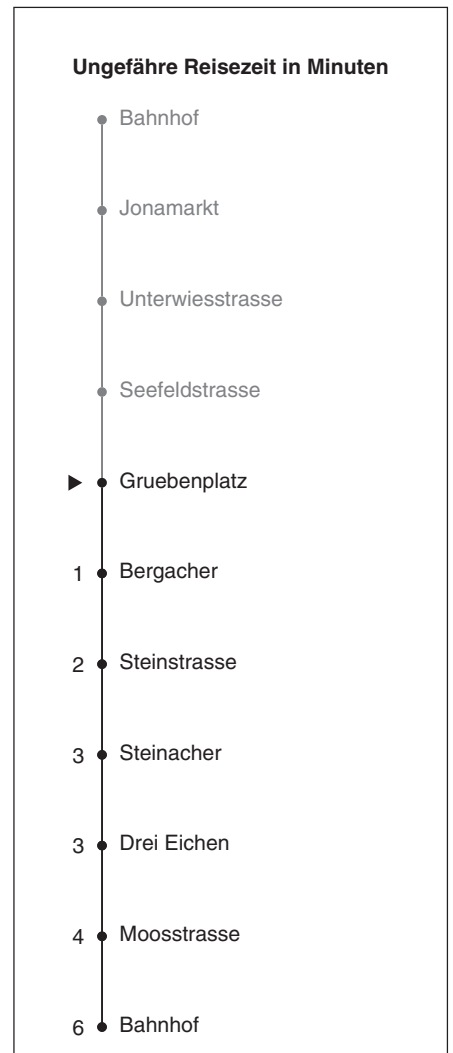 Ungefähre Reisezeit in Minuten
Bahnhof
Jonamarkt
Unterwiesstrasse
Seefeldstrasse
Gruebenplatz
1 Bergacher
2 Steinstrasse
3 Steinacher
3 Drei Eichen
4 Moosstrasse
6 Bahnhof